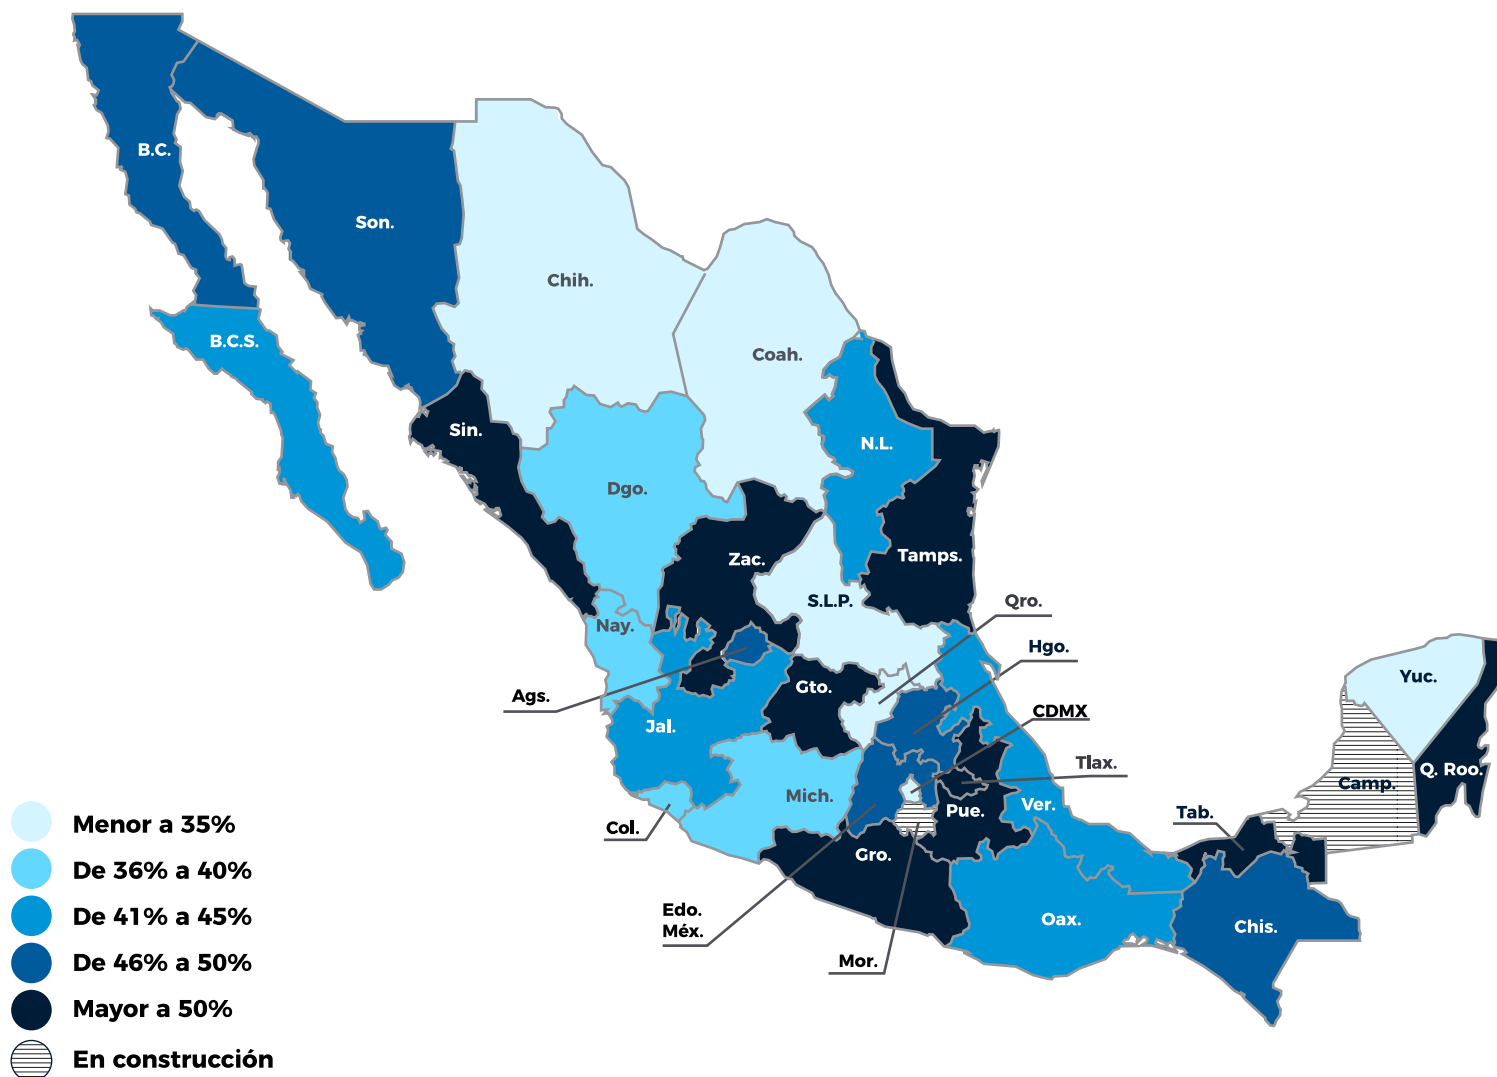 B.C.
Son.
Chih.
B.C.S.
Coah.
Sin.
N.L.
Dgo.
Tamps.
Zac.
S.L.P.
Qro.
Nay.
Hgo.
Yuc.
Gto.
Ags.
CDMX
Jal.
Tlax.
Q. Roo.
Camp.
Mich.
Ver.
Pue.
Tab.
Col.
Gro.
Edo.
Méx.
Oax.
Chis.
Mor.
Menor a 35%
De 36% a 40%
De 41% a 45%
De 46% a 50%
Mayor a 50%
En construcción